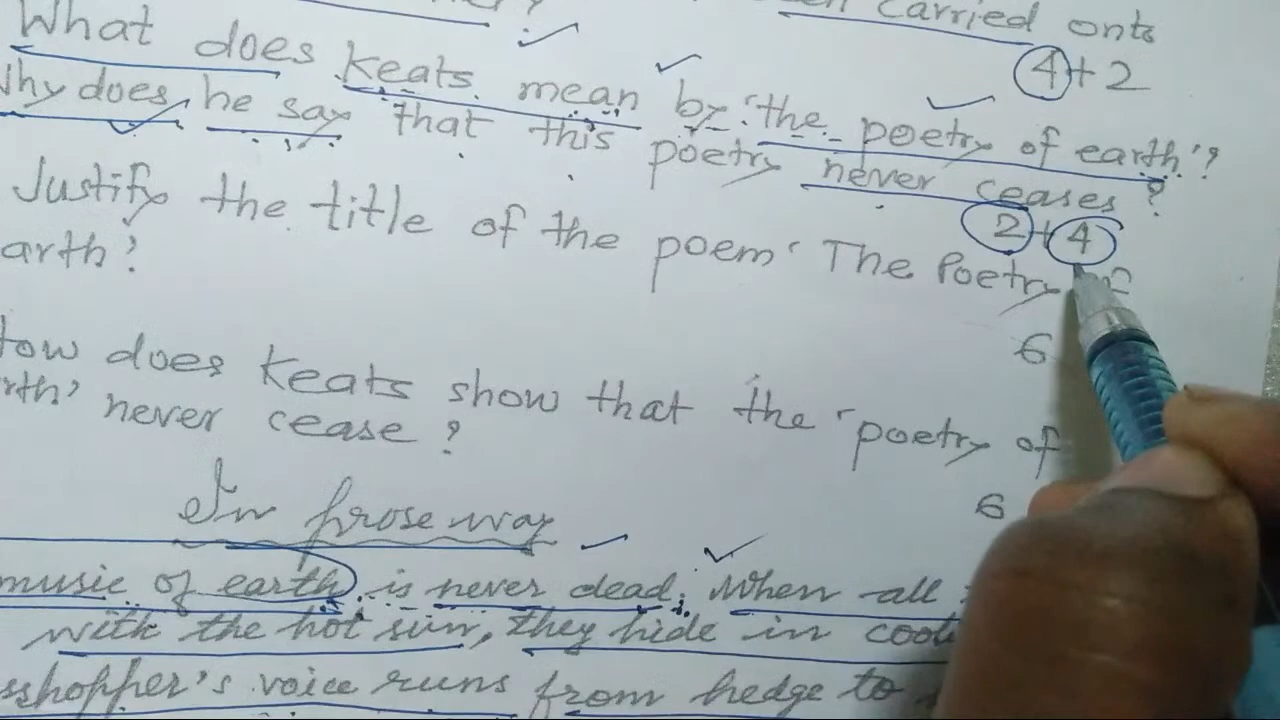 carried onto
4+2
What does Keats mean by 'the poetry of earth'?
Why does he say that this poetry never ceases?
2+4
Justify the title of the poem 'The Poetry of
arth'?
6
How does Keats show that the 'poetry of
rth' never cease?
6
In prose way
music of earth is never dead. When all
with the hot sun, they hide in cool
sshopper's voice runs from hedge to